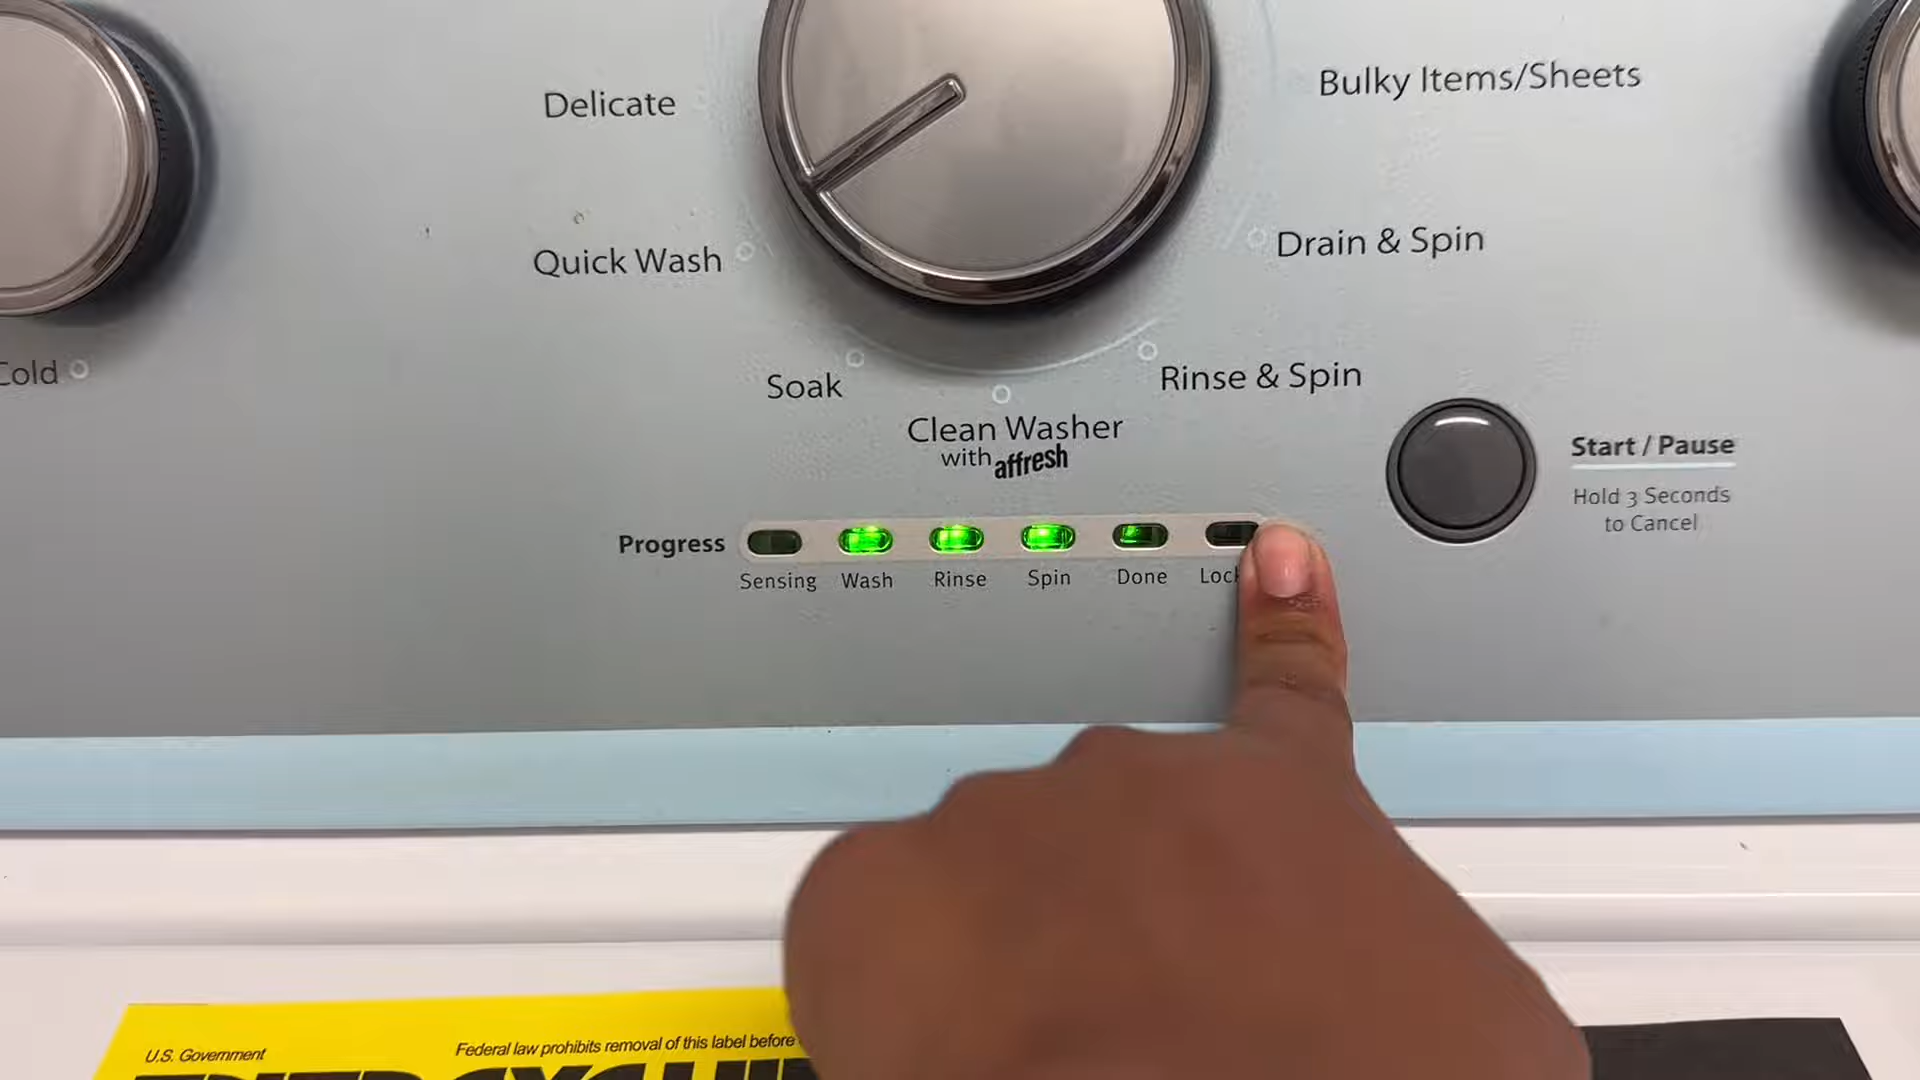 Delicate
Bulky Items/Sheets
Quick Wash
Drain & Spin
Cold
Soak
Rinse & Spin
Clean Washer
with affresh
Start / Pause
Hold 3 Seconds
to Cancel
Progress
Sensing
Wash
Rinse
Spin
Done
U.S. Government
Federal law prohibits removal of this label before